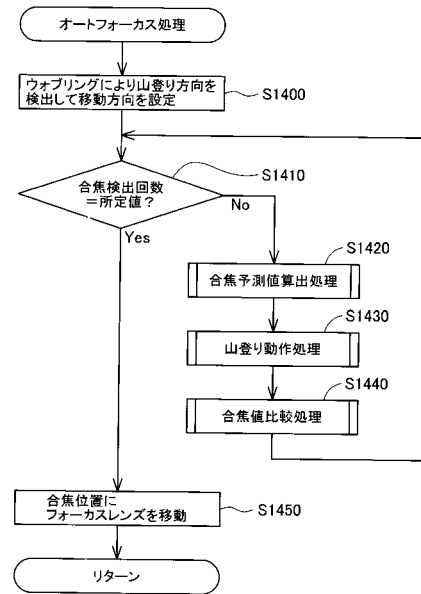 オートフォーカス処理
ウォブリングにより山登り方向を
検出して移動方向を設定
S1400
合焦検出回数
=所定値?
S1410
No
Yes
S1420
合焦予測値算出処理
S1430
山登り動作処理
S1440
合焦値比較処理
合焦位置に
フォーカスレンズを移動
S1450
リターン